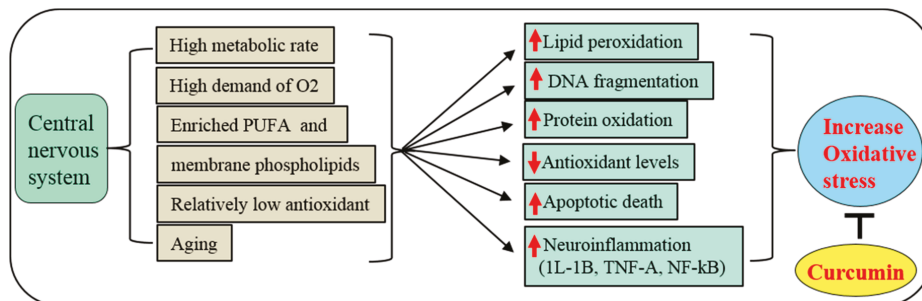 Central
nervous
system
High metabolic rate
High demand of O2
Enriched PUFA and
membrane phospholipids
Relatively low antioxidant
Aging
Lipid peroxidation
DNA fragmentation
Protein oxidation
Antioxidant levels
Apoptotic death
Neuroinflammation
(1L-1B, TNF-A, NF-kB)
Increase
Oxidative
stress
Curcumin